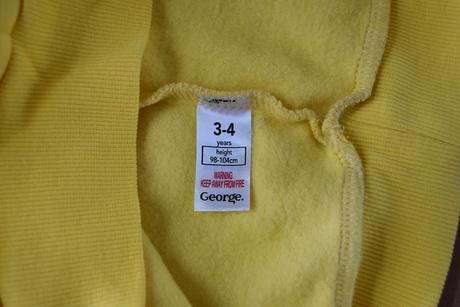 3-4
years
height
98-104cm
WARNING
KEEP AWAY FROM FIRE
George.